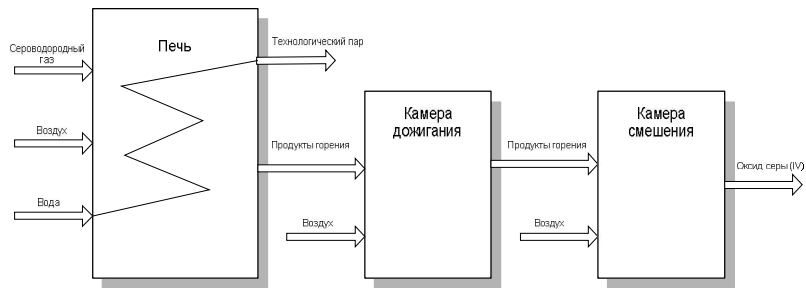 Сероводородный
газ
Печь
Технологический пар
Воздух
Вода
Продукты горения
Камера
дожигания
Воздух
Продукты горения
Камера
смешения
Воздух
Оксид серы (IV)